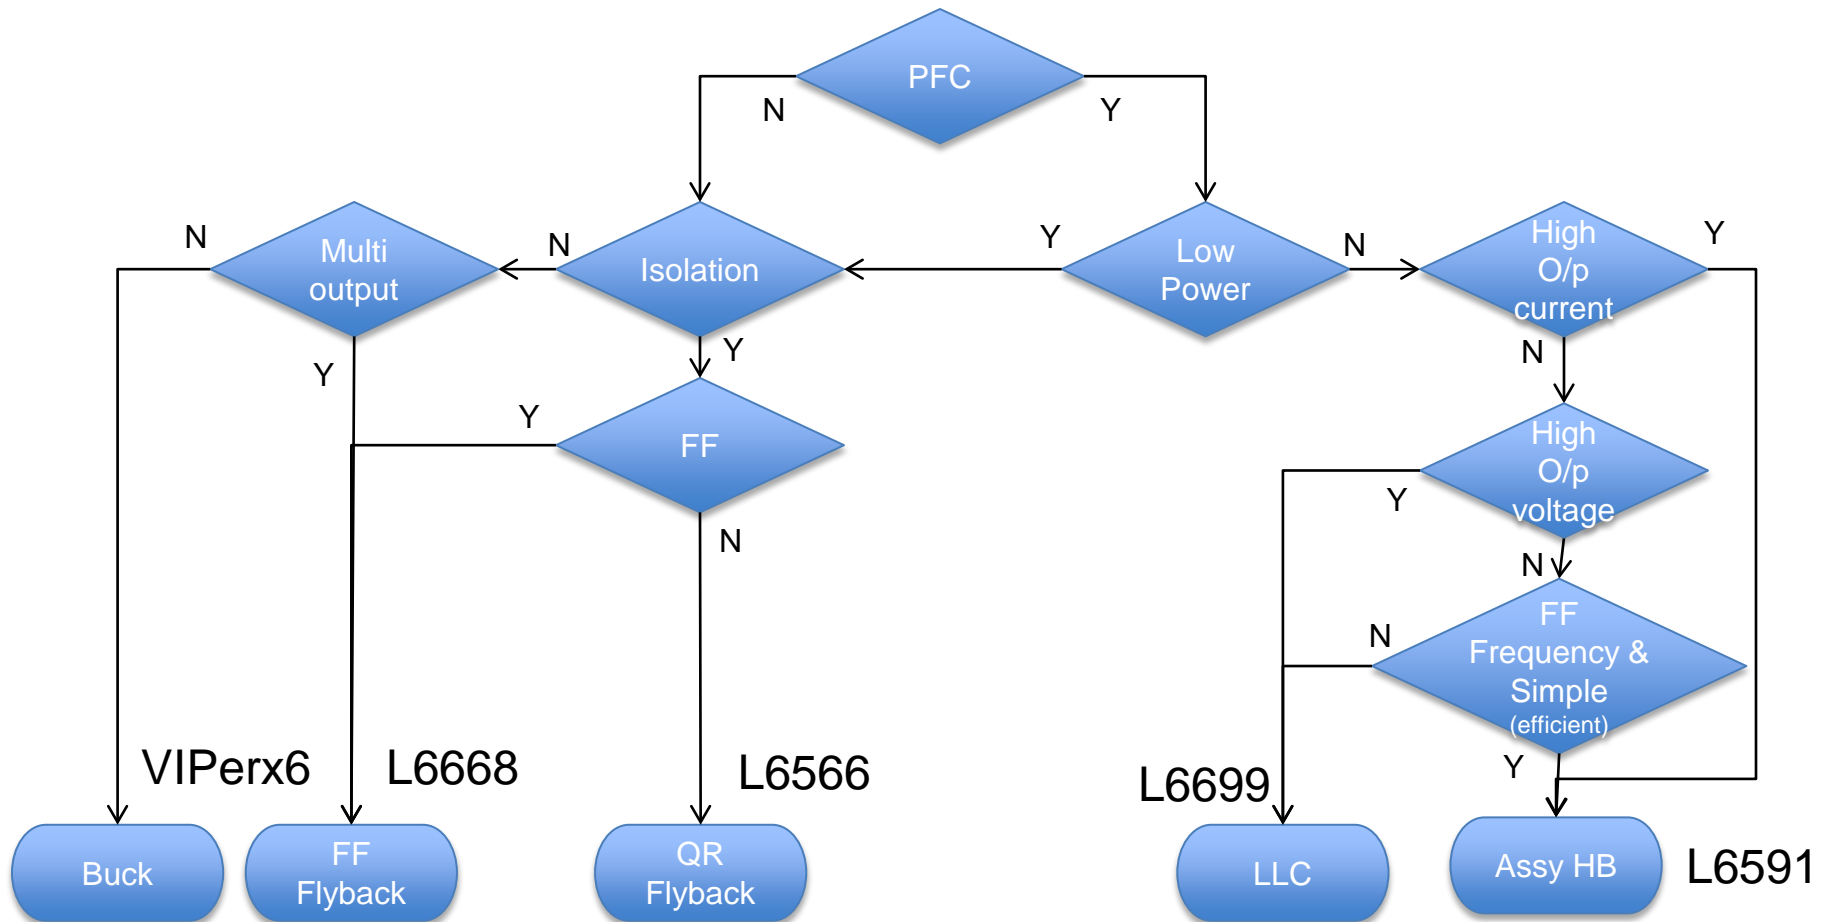 PFC
N
Y
N
Multi
output
N
Isolation
Y
Low
Power
N
High
O/p
current
Y
Y
Y
N
Y
FF
High
O/p
voltage
Y
N
N
FF
Frequency &
Simple
(efficient)
N
Y
VIPerx6
L6668
L6566
L6699
Buck
FF
Flyback
QR
Flyback
LLC
Assy HB
L6591